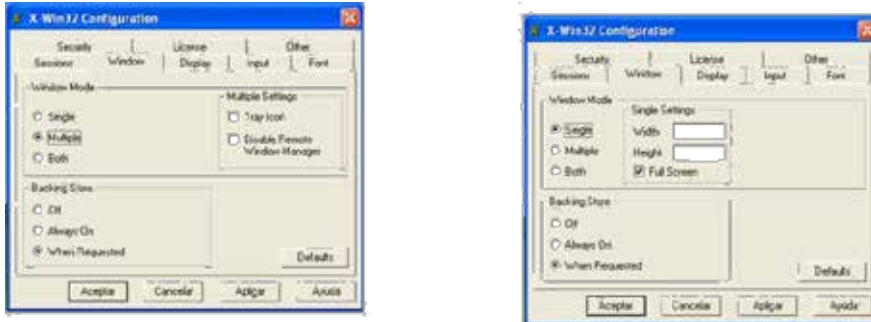 X-Win32 Configuration
Security License Other
Sessions Window Display Input Font
Window Mode
Single
Multiple
Both
Multiple Settings
Tray Icon
Disable Remote
Window Manager
Backing Store
Off
Always On
When Requested
Defaults
Aceptar Cancelar Aplicar Ayuda
X-Win32 Configuration
Security License Other
Sessions Window Display Input Font
Window Mode
Single
Multiple
Both
Single Settings
Width
Height
Full Screen
Backing Store
Off
Always On
When Requested
Defaults
Aceptar Cancelar Aplicar Ayuda